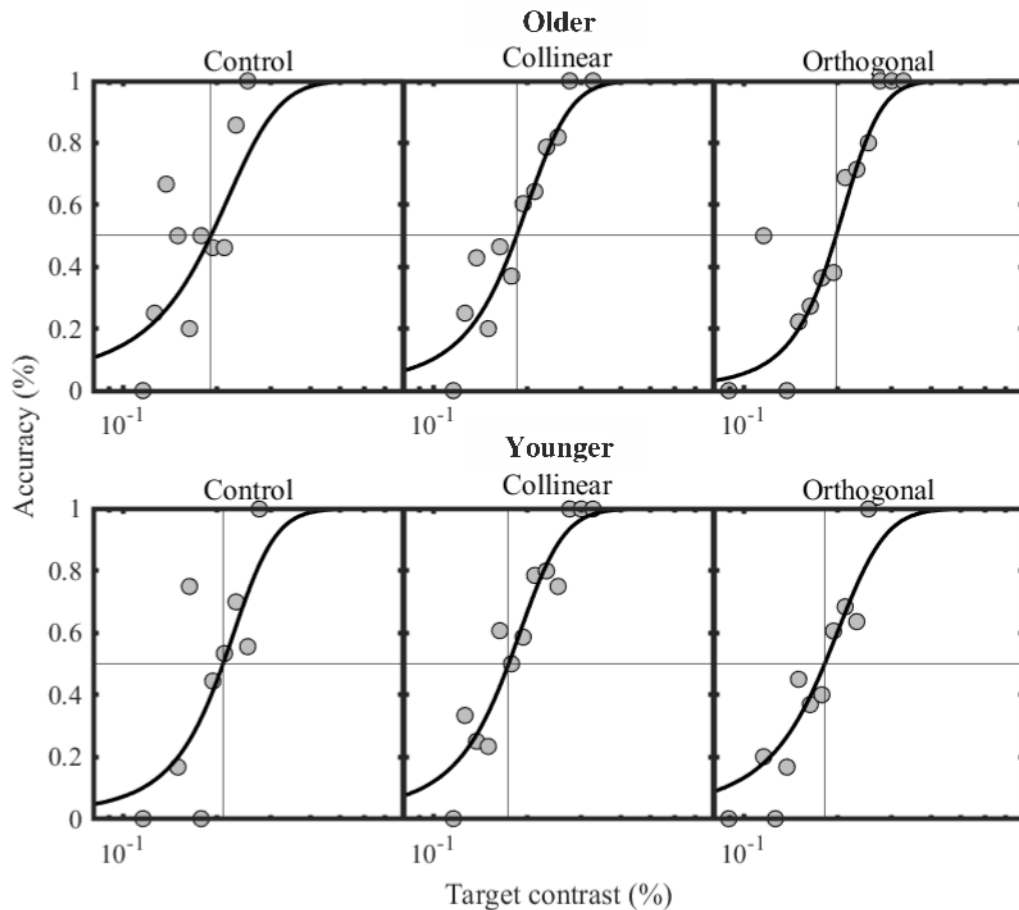 Older
Control Collinear Orthogonal
1
0.8
0.6
0.4
0.2
0
10-1 10-1 10-1
Younger
Control Collinear Orthogonal
1
0.8
0.6
0.4
0.2
0
10-1 10-1 10-1
Accuracy (%)
Target contrast (%)